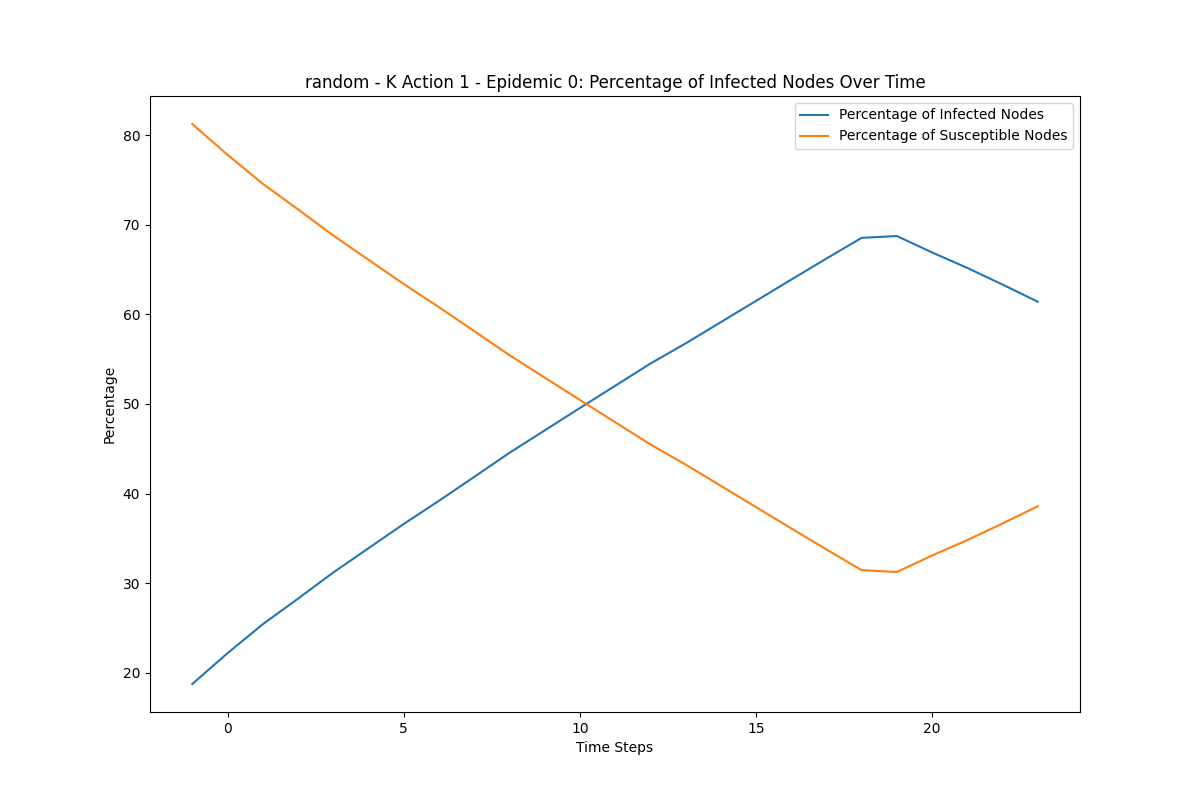 random - K Action 1 - Epidemic 0: Percentage of Infected Nodes Over Time
Percentage of Infected Nodes
Percentage of Susceptible Nodes
Percentage
80
70
60
50
40
30
20
0 5 10 15 20
Time Steps